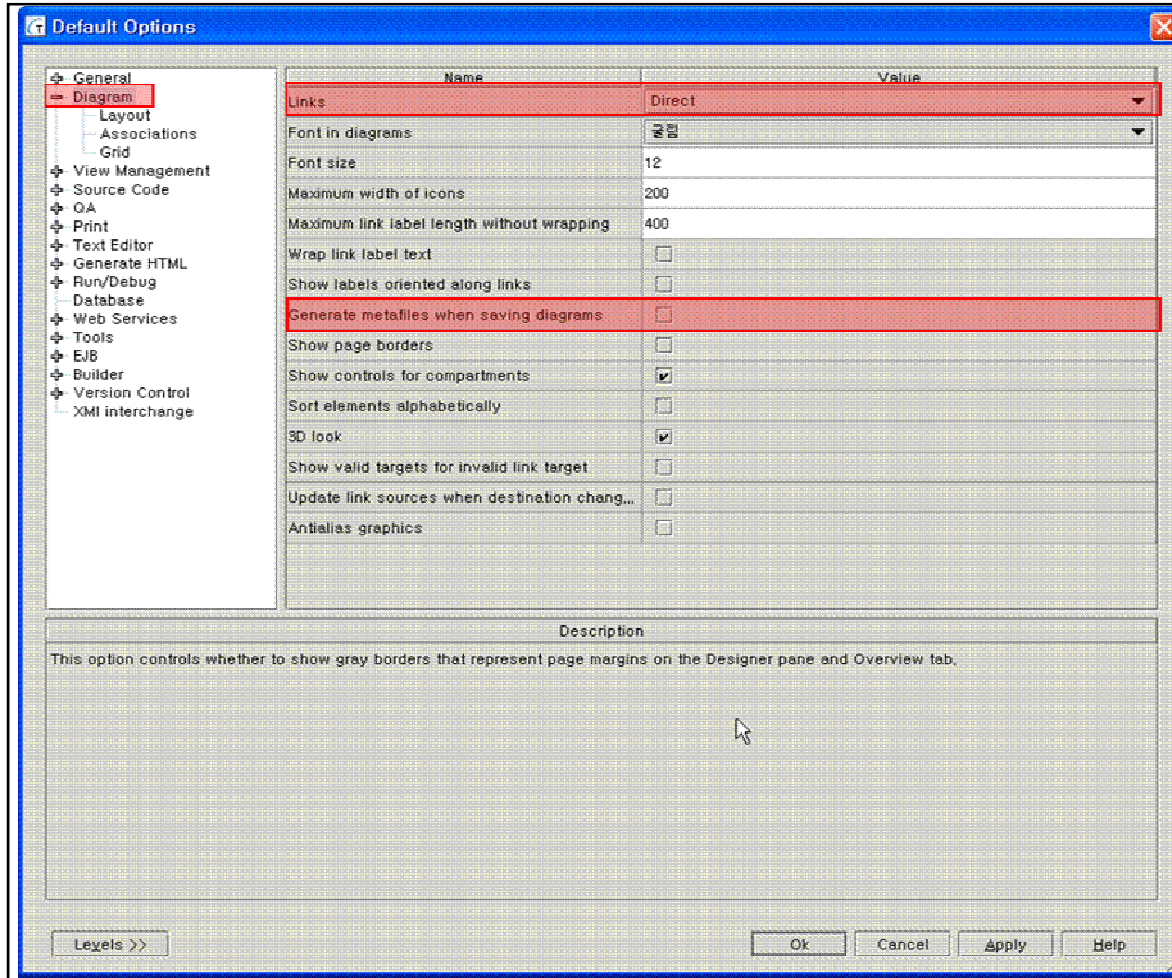 Default Options
General
Diagram
Layout
Associations
Grid
View Management
Source Code
QA
Print
Text Editor
Generate HTML
Run/Debug
Database
Web Services
Tools
EJB
Builder
Version Control
XMI interchange
Name Value
Links Direct
Font in diagrams 굴림
Font size 12
Maximum width of icons 200
Maximum link label length without wrapping 400
Wrap link label text
Show labels oriented along links
Generate metafiles when saving diagrams
Show page borders
Show controls for compartments
Sort elements alphabetically
3D look
Show valid targets for invalid link target
Update link sources when destination chang...
Antialias graphics
Description
This option controls whether to show gray borders that represent page margins on the Designer pane and Overview tab.
Levels >> Ok Cancel Apply Help